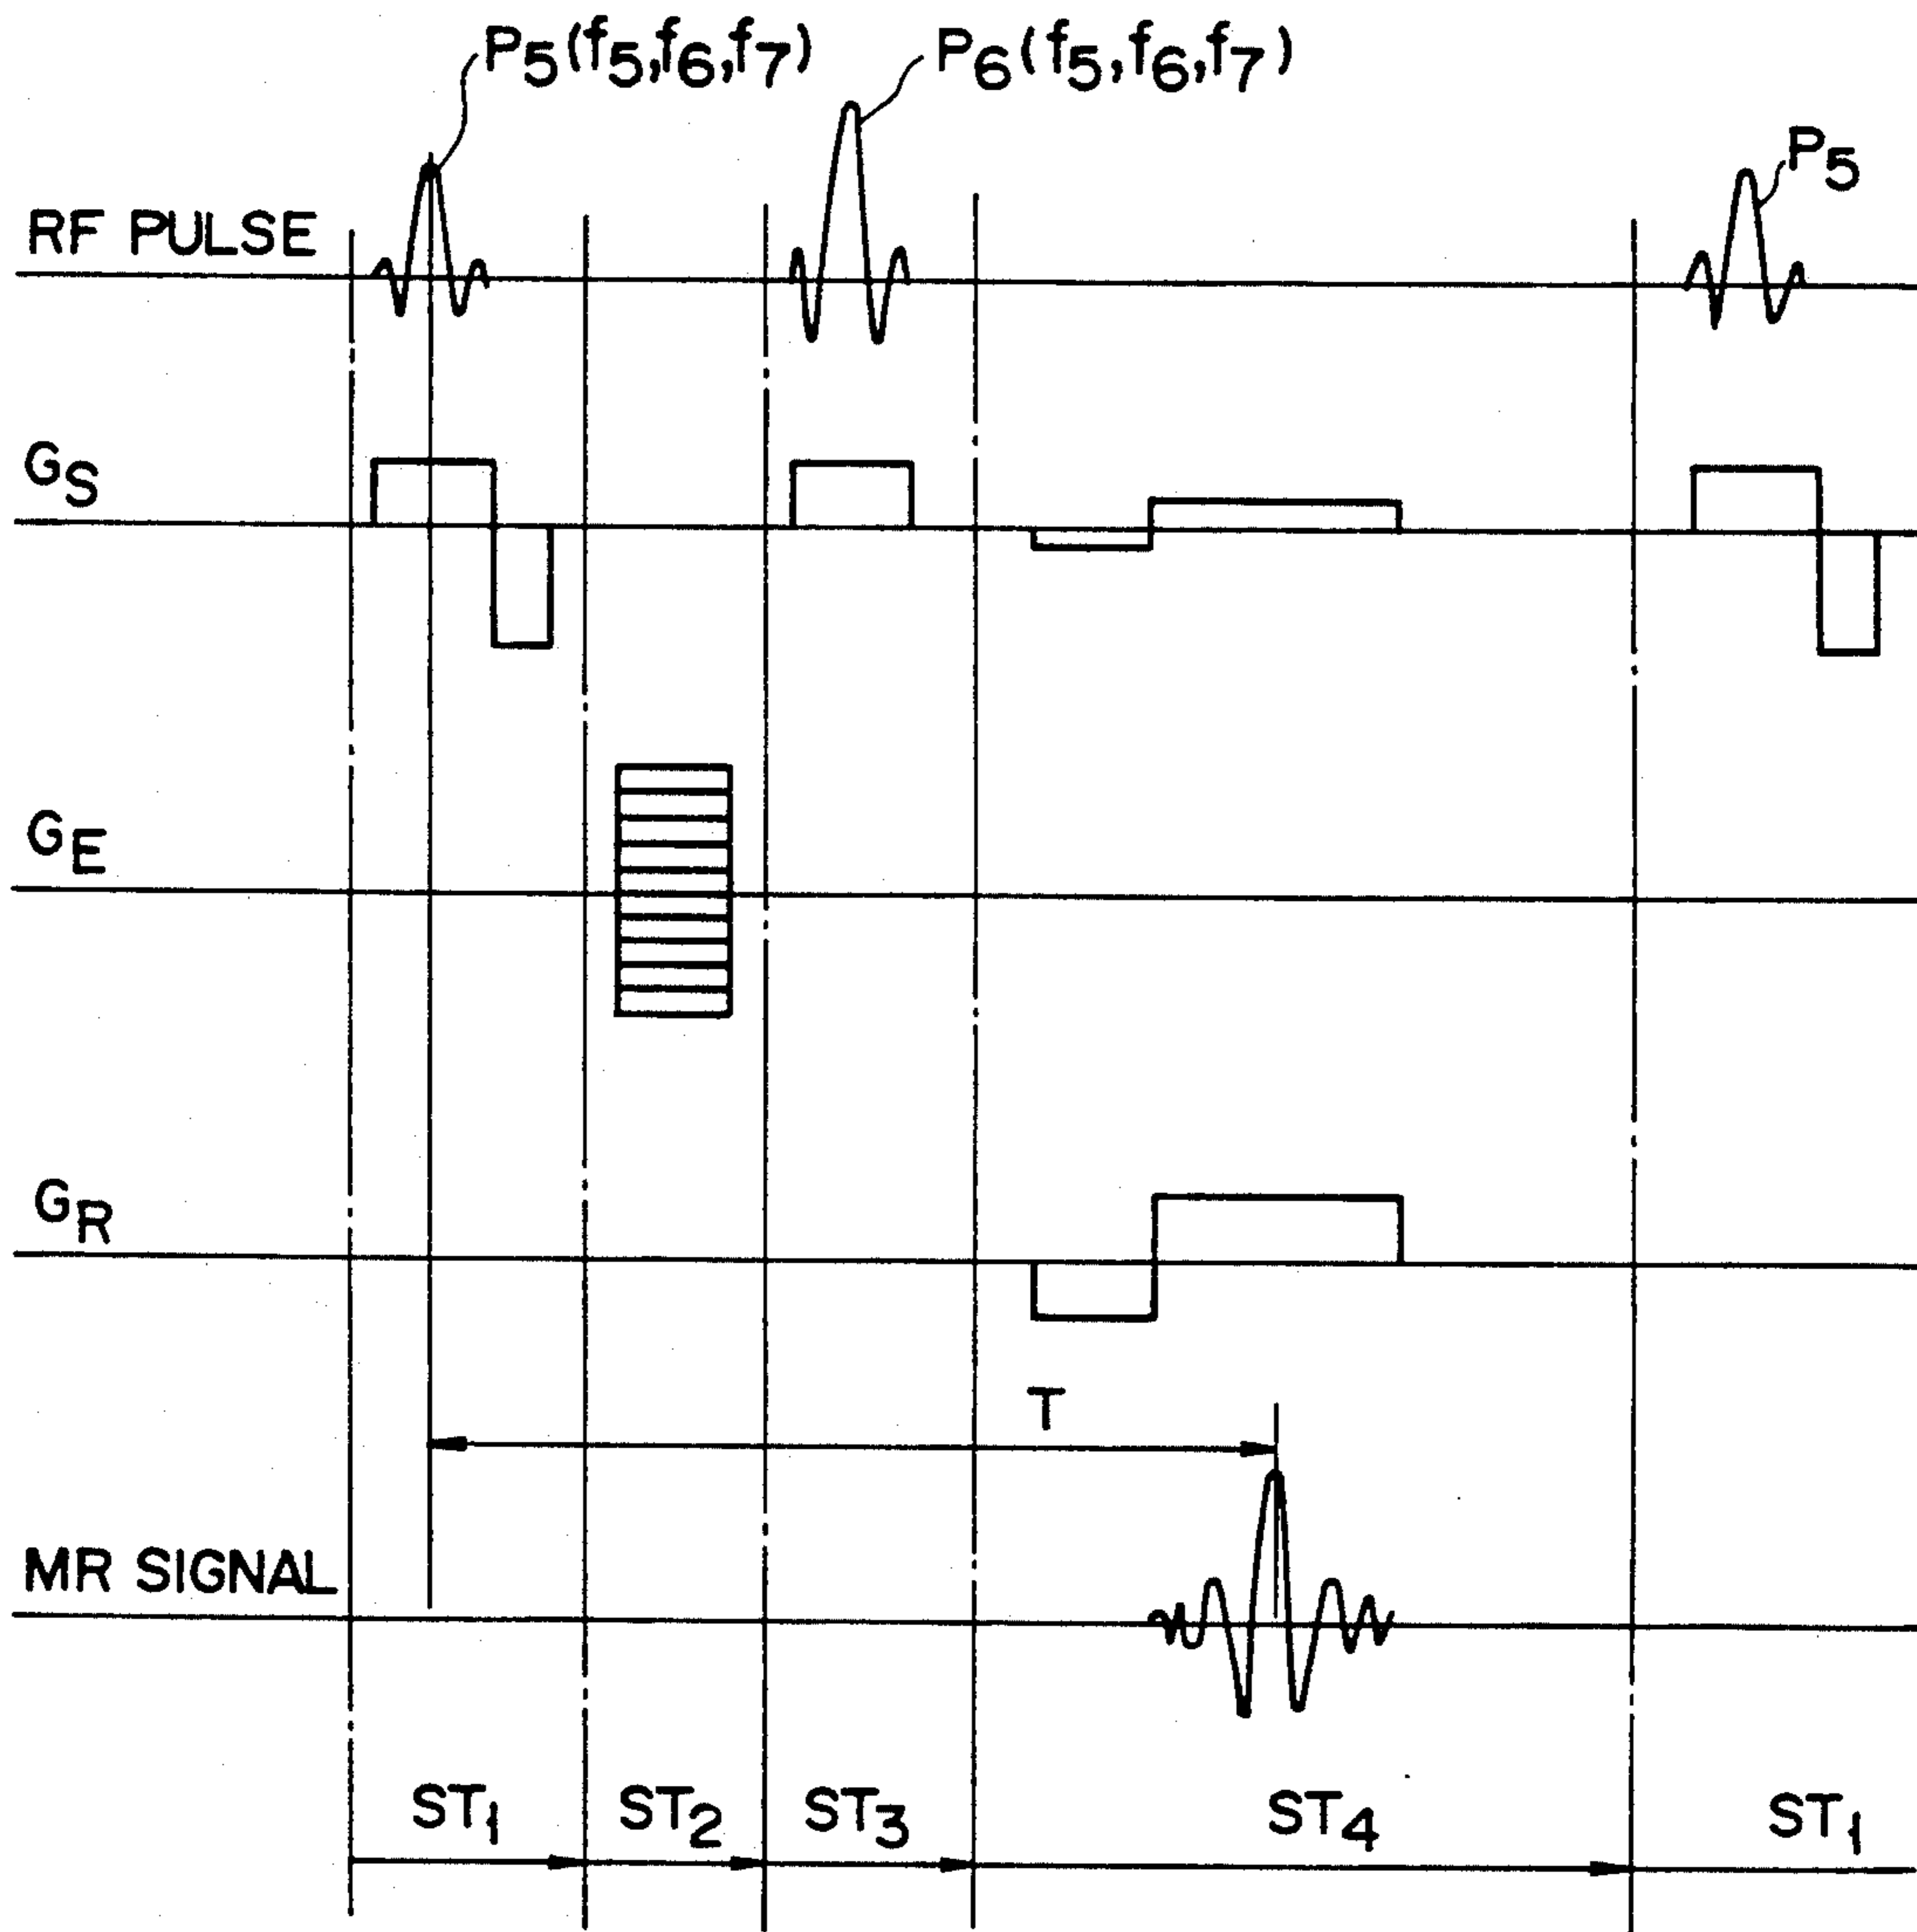 P5(f5,f6,f7)
P6(f5,f6,f7)
P5
RF PULSE
GS
GE
GR
T
MR SIGNAL
ST1 ST2 ST3 ST4 ST1